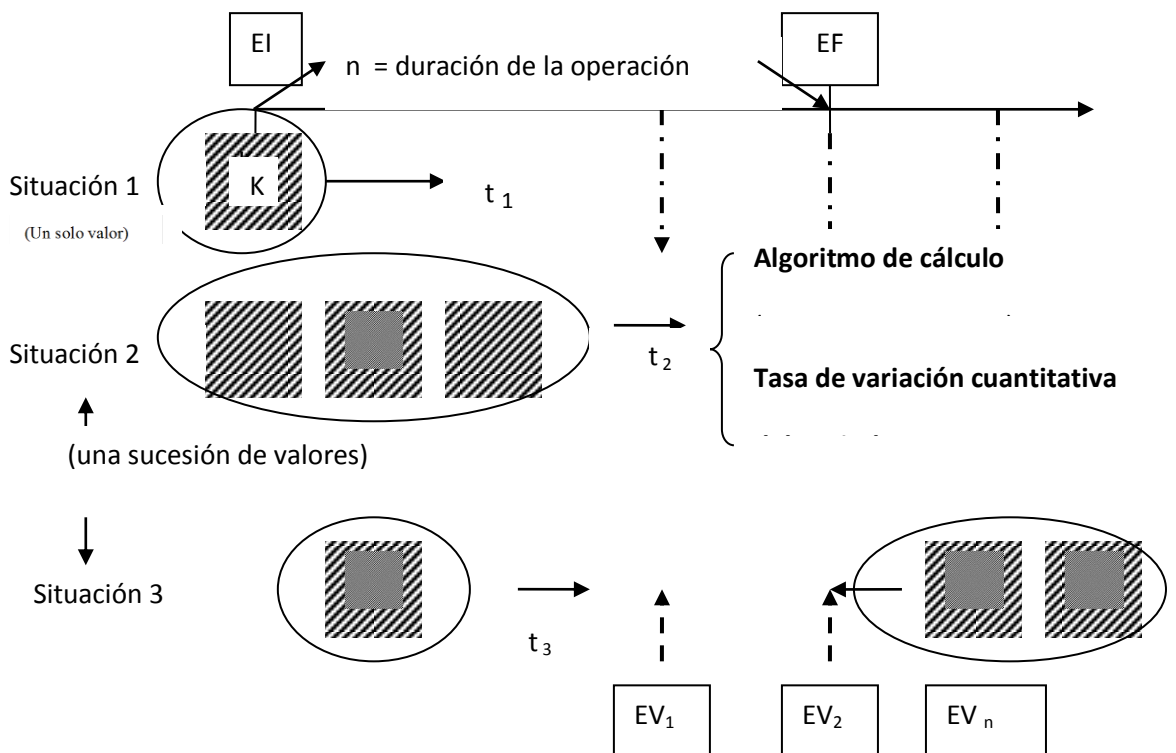 EI
EF
n = duración de la operación
K
Situación 1
t 1
(Un solo valor)
Algoritmo de cálculo
Situación 2
t 2
Tasa de variación cuantitativa
(una sucesión de valores)
Situación 3
t 3
EV1
EV2
EV n